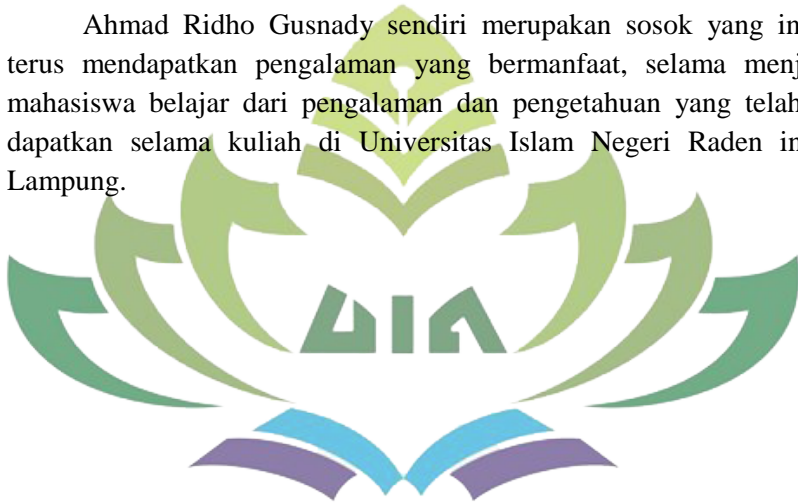 Ahmad Ridho Gusnady sendiri merupakan sosok yang in
terus mendapatkan pengalaman yang bermanfaat, selama menj
mahasiswa belajar dari pengalaman dan pengetahuan yang telah
dapatkan selama kuliah di Universitas Islam Negeri Raden in
Lampung.
UIN